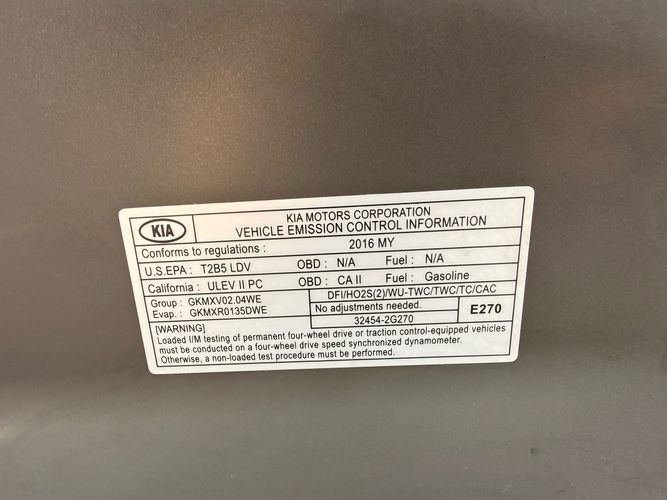 KIA
KIA MOTORS CORPORATION
VEHICLE EMISSION CONTROL INFORMATION
Conforms to regulations : 2016 MY
U.S.EPA : T2B5 LDV OBD : N/A Fuel : N/A
California : ULEV II PC OBD : CA II Fuel : Gasoline
Group : GKMXV02.04WE DFI/HO2S(2)/WU-TWC/TWC/TC/CAC
Evap. : GKMXR0135DWE No adjustments needed. E270
32454-2G270
[WARNING]
Loaded I/M testing of permanent four-wheel drive or traction control-equipped vehicles
must be conducted on a four-wheel drive speed synchronized dynamometer.
Otherwise, a non-loaded test procedure must be performed.